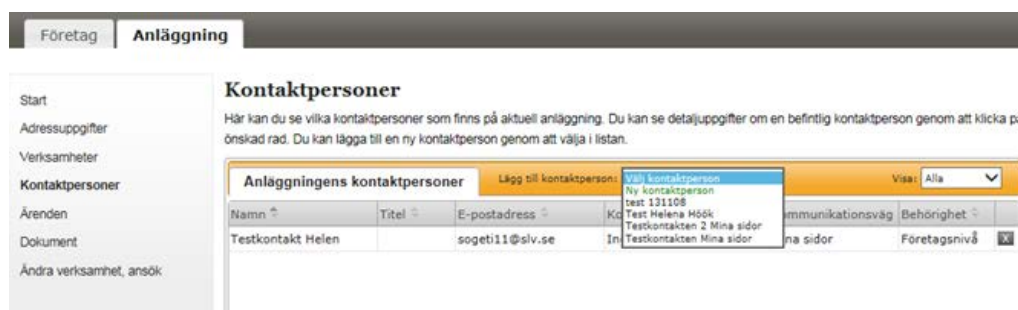 Företag
Anläggning
Start
Adressuppgifter
Verksamheter
Kontaktpersoner
Ärenden
Dokument
Ändra verksamhet, ansök
Kontaktpersoner
Här kan du se vilka kontaktpersoner som finns på aktuell anläggning. Du kan se detaljuppgifter om en befintlig kontaktperson genom att klicka
önskad rad. Du kan lägga till en ny kontaktperson genom att välja i listan.
Anläggningens kontaktpersoner
Lägg till kontaktperson:
Välj kontaktperson
Ny kontaktperson
test 131108
Test Helena Höök
Testkontakten 2 Mina sidor
Testkontakten Mina sidor
Visa: Alla
Namn Titel E-postadress Behörighet
Testkontakt Helen sogeti11@slv.se sidor Företagsnivå X